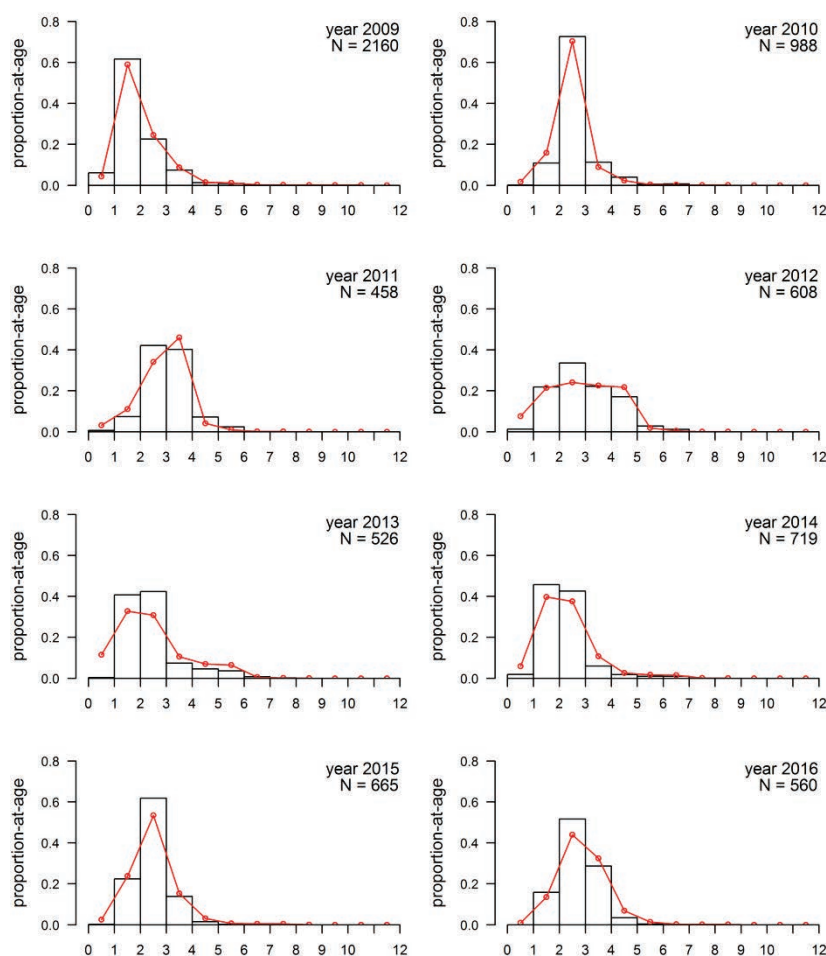 year 2009
N = 2160
proportion-at-age
0.8
0.6
0.4
0.2
0.0
0 1 2 3 4 5 6 7 8 9 10 12
year 2010
N = 988
proportion-at-age
0.8
0.6
0.4
0.2
0.0
0 1 2 3 4 5 6 7 8 9 10 12
year 2011
N = 458
proportion-at-age
0.8
0.6
0.4
0.2
0.0
0 1 2 3 4 5 6 7 8 9 10 12
year 2012
N = 608
proportion-at-age
0.8
0.6
0.4
0.2
0.0
0 1 2 3 4 5 6 7 8 9 10 12
year 2013
N = 526
proportion-at-age
0.8
0.6
0.4
0.2
0.0
0 1 2 3 4 5 6 7 8 9 10 12
year 2014
N = 719
proportion-at-age
0.8
0.6
0.4
0.2
0.0
0 1 2 3 4 5 6 7 8 9 10 12
year 2015
N = 665
proportion-at-age
0.8
0.6
0.4
0.2
0.0
0 1 2 3 4 5 6 7 8 9 10 12
year 2016
N = 560
proportion-at-age
0.8
0.6
0.4
0.2
0.0
0 1 2 3 4 5 6 7 8 9 10 12